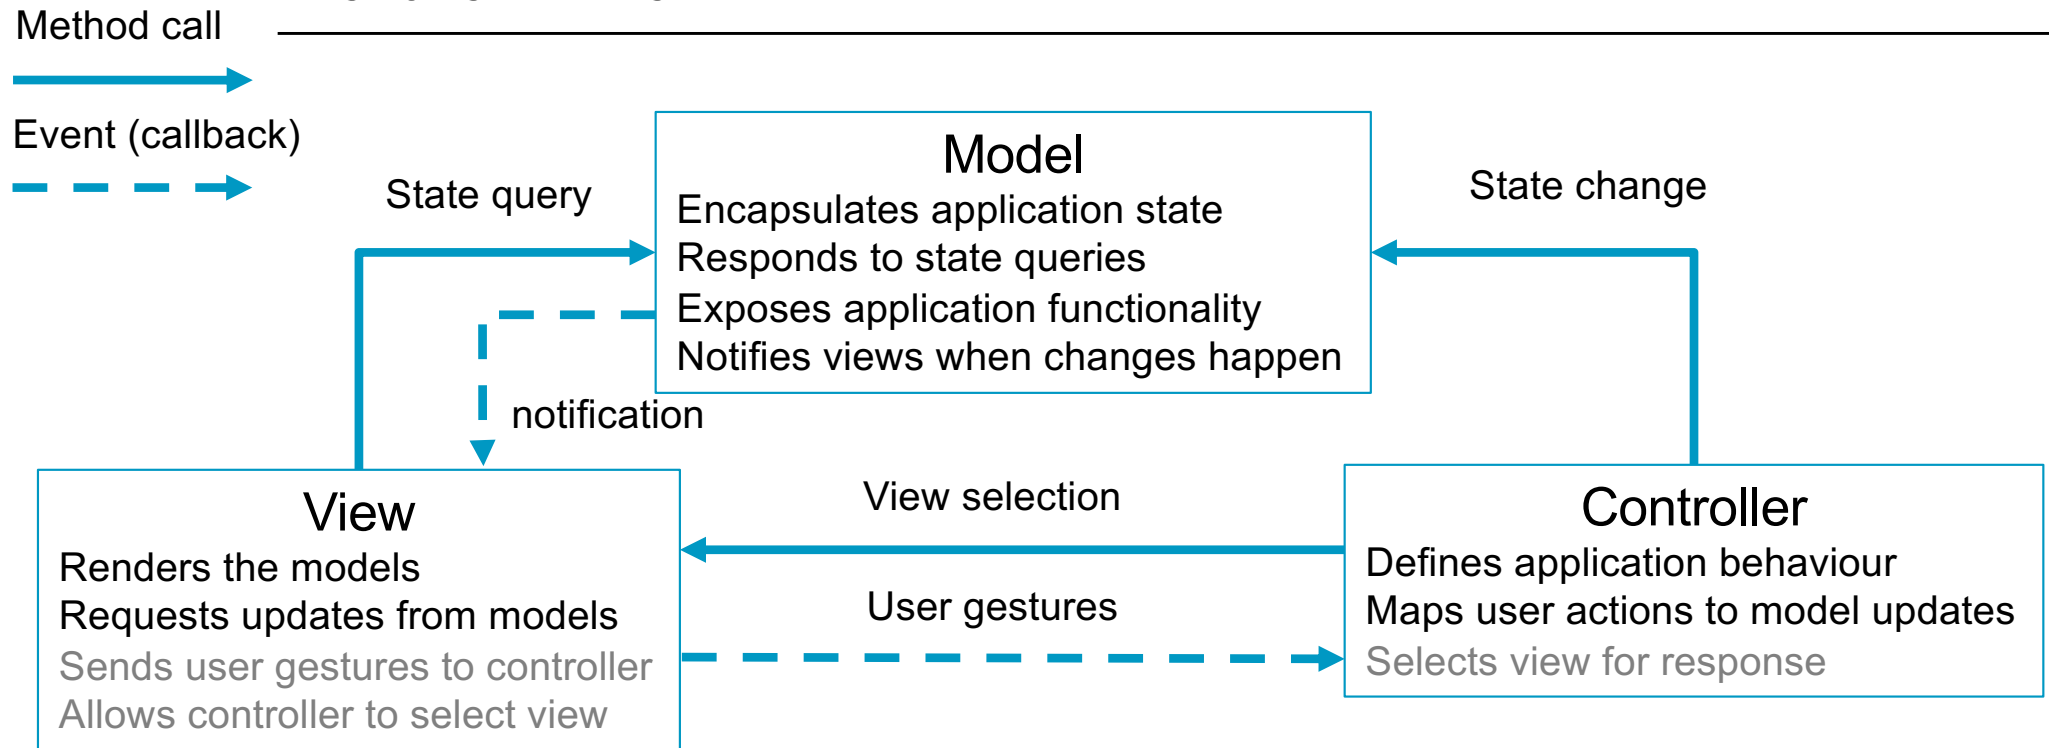 Method call
Event (callback)
State query
Model
Encapsulates application state
Responds to state queries
Exposes application functionality
Notifies views when changes happen
State change
notification
View
Renders the models
Requests updates from models
Sends user gestures to controller
Allows controller to select view
View selection
User gestures
Controller
Defines application behaviour
Maps user actions to model updates
Selects view for response